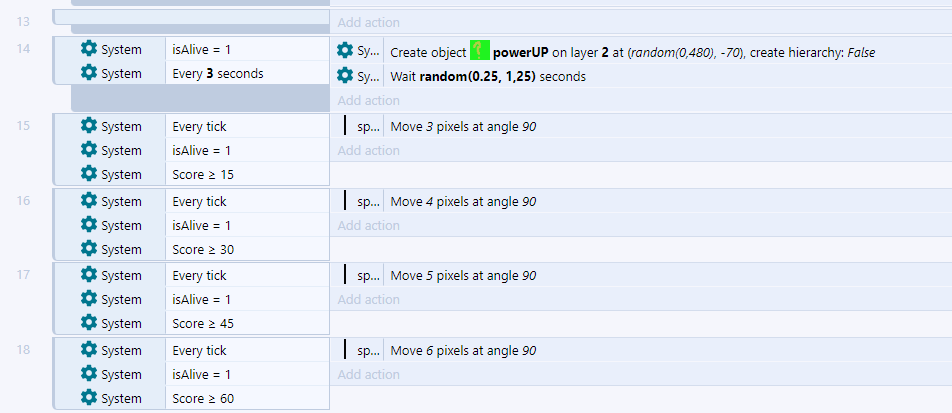 13
Add action
14 System isAlive = 1 Sy... Create object powerUP on layer 2 at (random(0,480), -70), create hierarchy: False
System Every 3 seconds Sy... Wait random(0.25, 1,25) seconds
Add action
15 System Every tick sp... Move 3 pixels at angle 90
System isAlive = 1 Add action
System Score ≥ 15
16 System Every tick sp... Move 4 pixels at angle 90
System isAlive = 1 Add action
System Score ≥ 30
17 System Every tick sp... Move 5 pixels at angle 90
System isAlive = 1 Add action
System Score ≥ 45
18 System Every tick sp... Move 6 pixels at angle 90
System isAlive = 1 Add action
System Score ≥ 60